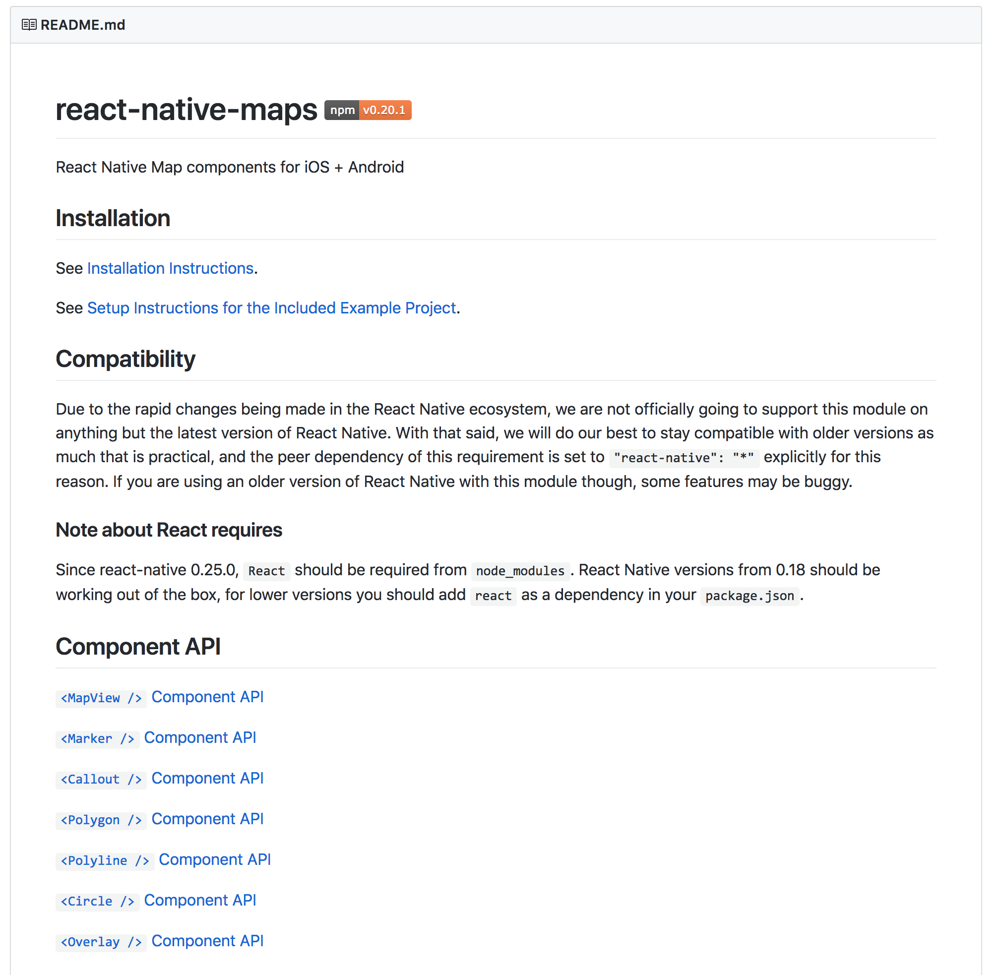 README.md
react-native-maps npm v0.20.1
React Native Map components for iOS + Android
Installation
See Installation Instructions.
See Setup Instructions for the Included Example Project.
Compatibility
Due to the rapid changes being made in the React Native ecosystem, we are not officially going to support this module on
anything but the latest version of React Native. With that said, we will do our best to stay compatible with older versions as
much that is practical, and the peer dependency of this requirement is set to "react-native": "*" explicitly for this
reason. If you are using an older version of React Native with this module though, some features may be buggy.
Note about React requires
Since react-native 0.25.0, React should be required from node_modules. React Native versions from 0.18 should be
working out of the box, for lower versions you should add react as a dependency in your package.json.
Component API
<MapView /> Component API
<Marker /> Component API
<Callout /> Component API
<Polygon /> Component API
<Polyline /> Component API
<Circle /> Component API
<Overlay /> Component API